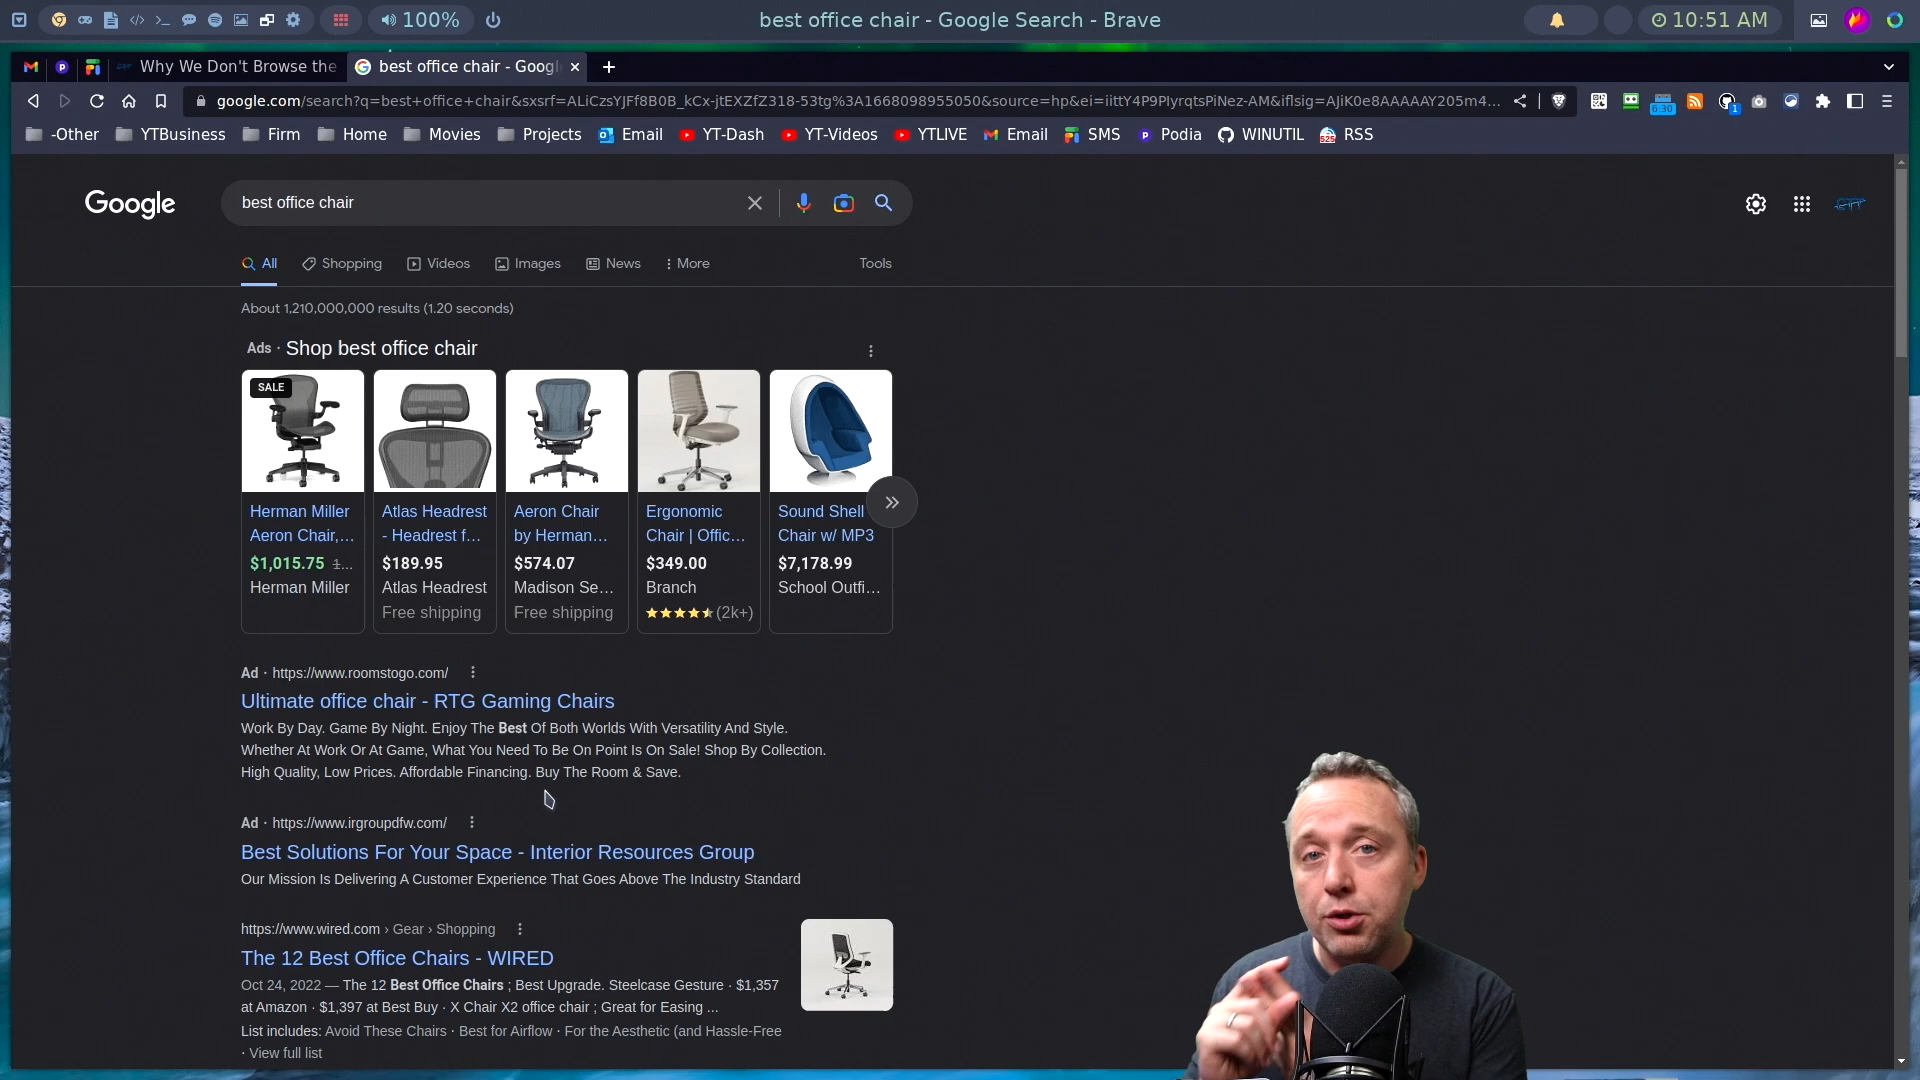 100%
best office chair - Google Search - Brave
10:51 AM
Why We Don't Browse the
best office chair - Googl
google.com/search?q=best+office+chair&sxsrf=ALiCzsYJFf8B0B_kCx-jtEXZfZ318-53tg%3A1668098955050&source=hp&ei=iittY4P9PIyrqtsPiNez-AM&iflsig=AJiK0e8AAAAAY205m4...
6:30
1
-Other
YTBusiness
Firm
Home
Movies
Projects
Email
YT-Dash
YT-Videos
YTLIVE
Email
SMS
Podia
WINUTIL
RSS
Google
best office chair
All
Shopping
Videos
Images
News
More
Tools
About 1,210,000,000 results (1.20 seconds)
Ads · Shop best office chair
SALE
Herman Miller
Aeron Chair,...
$1,015.75 1...
Herman Miller
Atlas Headrest
- Headrest f...
$189.95
Atlas Headrest
Free shipping
Aeron Chair
by Herman...
$574.07
Madison Se...
Free shipping
Ergonomic
Chair | Offic...
$349.00
Branch
(2k+)
Sound Shell
Chair w/ MP3
$7,178.99
School Outfi...
Ad · https://www.roomstogo.com/
Ultimate office chair - RTG Gaming Chairs
Work By Day. Game By Night. Enjoy The Best Of Both Worlds With Versatility And Style.
Whether At Work Or At Game, What You Need To Be On Point Is On Sale! Shop By Collection.
High Quality, Low Prices. Affordable Financing. Buy The Room & Save.
Ad · https://www.irgroupdfw.com/
Best Solutions For Your Space - Interior Resources Group
Our Mission Is Delivering A Customer Experience That Goes Above The Industry Standard
https://www.wired.com › Gear › Shopping
The 12 Best Office Chairs - WIRED
Oct 24, 2022 — The 12 Best Office Chairs ; Best Upgrade. Steelcase Gesture · $1,357
at Amazon · $1,397 at Best Buy · X Chair X2 office chair ; Great for Easing ...
List includes: Avoid These Chairs · Best for Airflow · For the Aesthetic (and Hassle-Free
· View full list